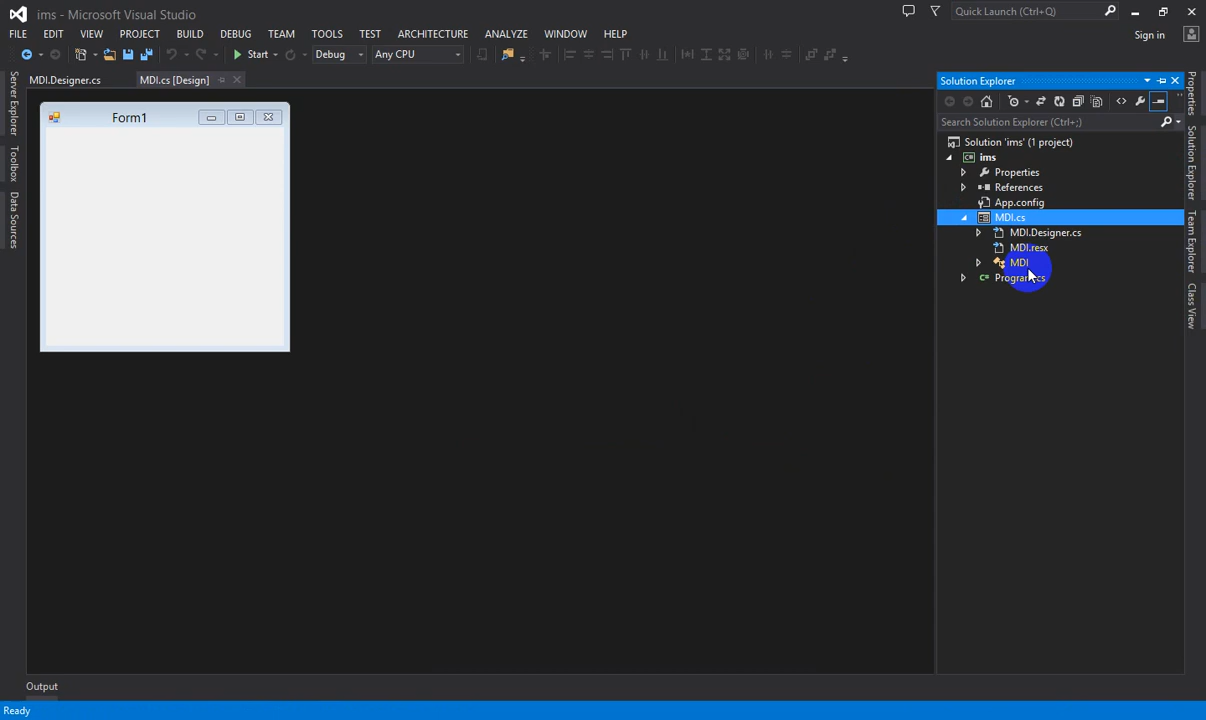 ims - Microsoft Visual Studio
Quick Launch (Ctrl+Q)
FILE EDIT VIEW PROJECT BUILD DEBUG TEAM TOOLS TEST ARCHITECTURE ANALYZE WINDOW HELP
Sign in
Start Debug Any CPU
MDI.Designer.cs MDI.cs [Design]
Form1
Server Explorer
Toolbox
Data Sources
Solution Explorer
Search Solution Explorer (Ctrl+;)
Solution 'ims' (1 project)
ims
Properties
References
App.config
MDI.cs
MDI.Designer.cs
MDI.resx
MDI
Program.cs
Properties
Solution Explorer
Team Explorer
Class View
Output
Ready